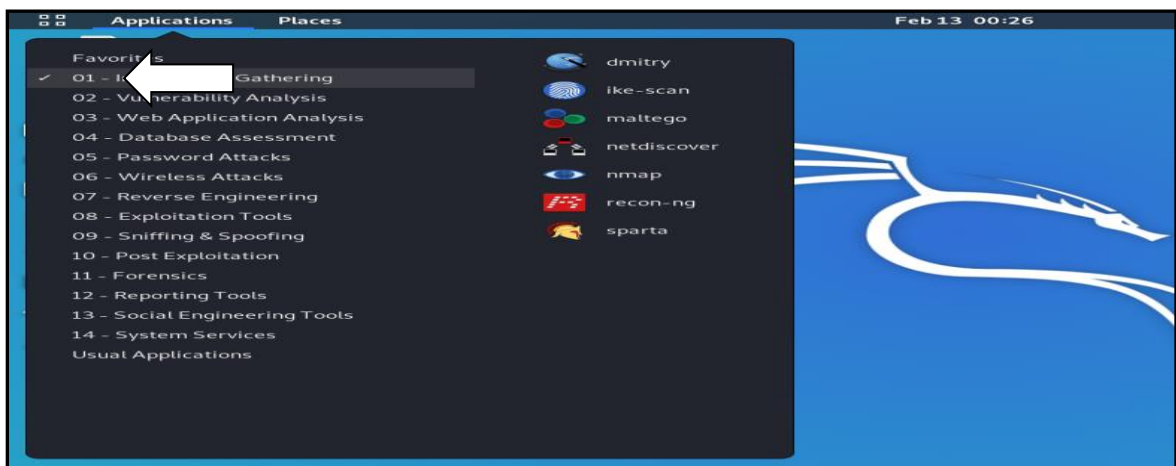 Applications Places Feb 13 00:26
Favorites
01 - Gathering
02 - Vulnerability Analysis
03 - Web Application Analysis
04 - Database Assessment
05 - Password Attacks
06 - Wireless Attacks
07 - Reverse Engineering
08 - Exploitation Tools
09 - Sniffing & Spoofing
10 - Post Exploitation
11 - Forensics
12 - Reporting Tools
13 - Social Engineering Tools
14 - System Services
Usual Applications
dmitry
ike-scan
maltego
netdiscover
nmap
recon-ng
sparta